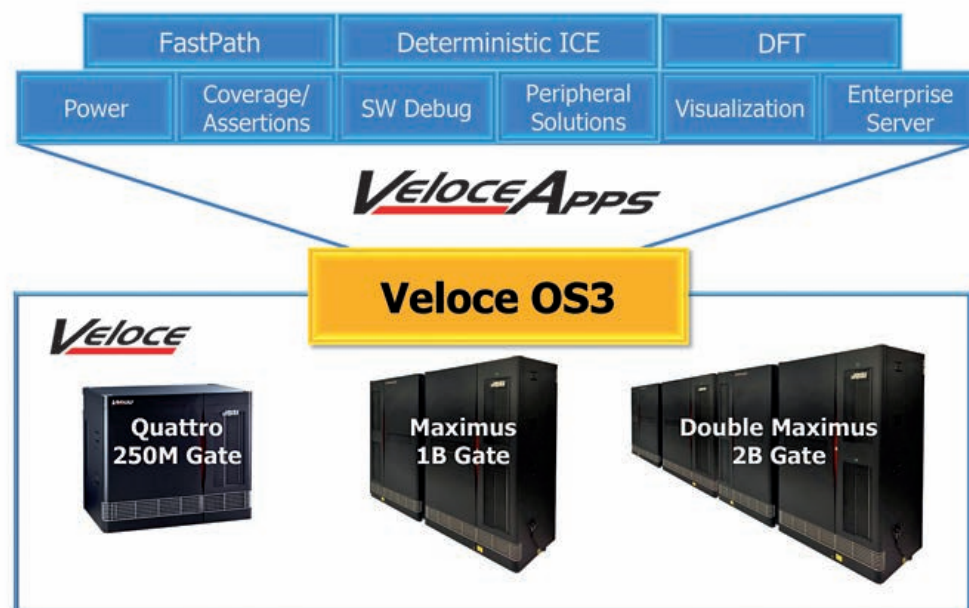 FastPath
Deterministic ICE
DFT
Power
Coverage/
Assertions
SW Debug
Peripheral
Solutions
Visualization
Enterprise
Server
VELOCEAPPS
Veloce OS3
VELOCE
Quattro
250M Gate
Maximus
1B Gate
Double Maximus
2B Gate